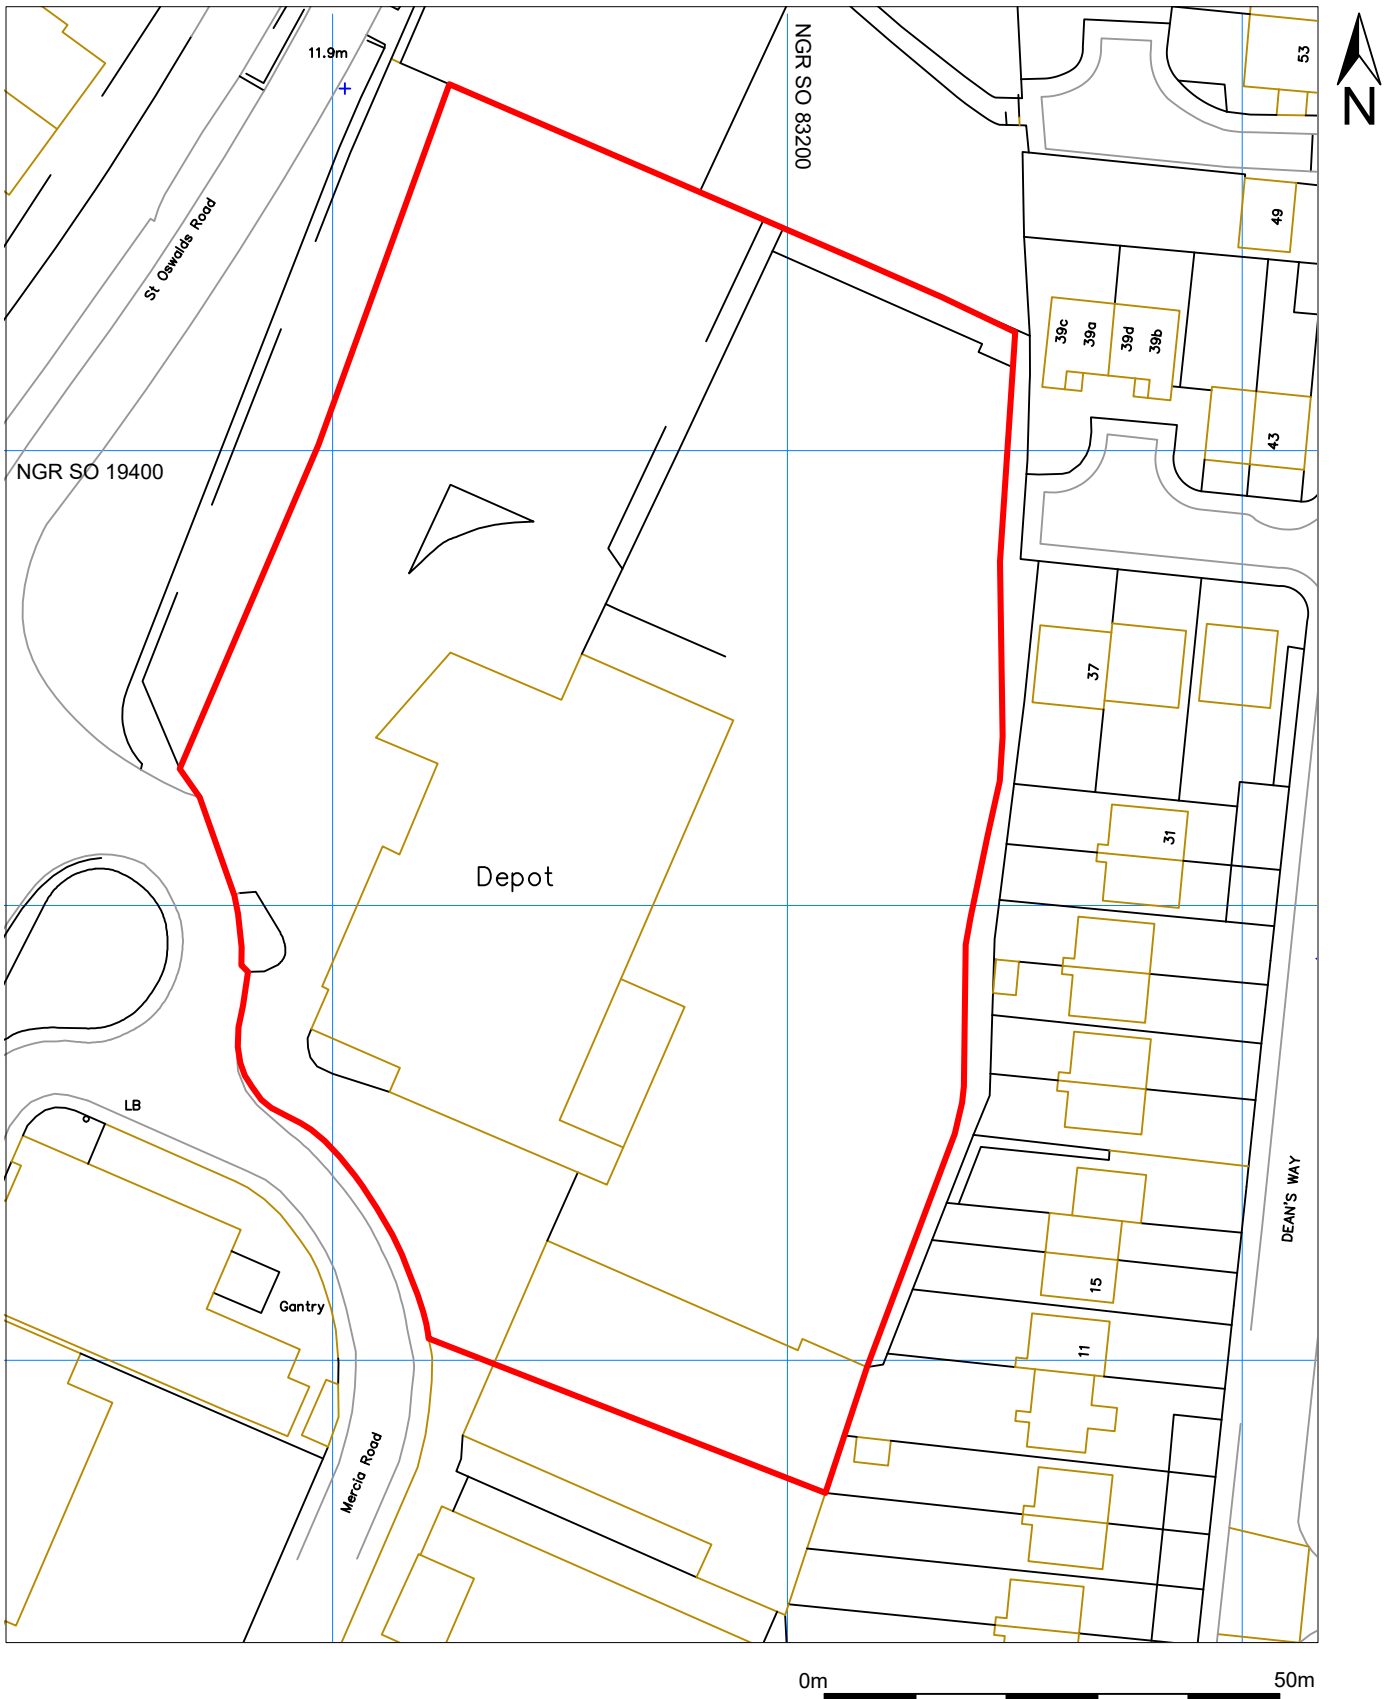 11.9m
NGR SO 83200
53
N
49
St Oswalds Road
39c
39a
39d
39b
43
NGR SO 19400
37
31
Depot
LB
DEAN'S WAY
15
Gantry
11
Mercia Road
0m
50m